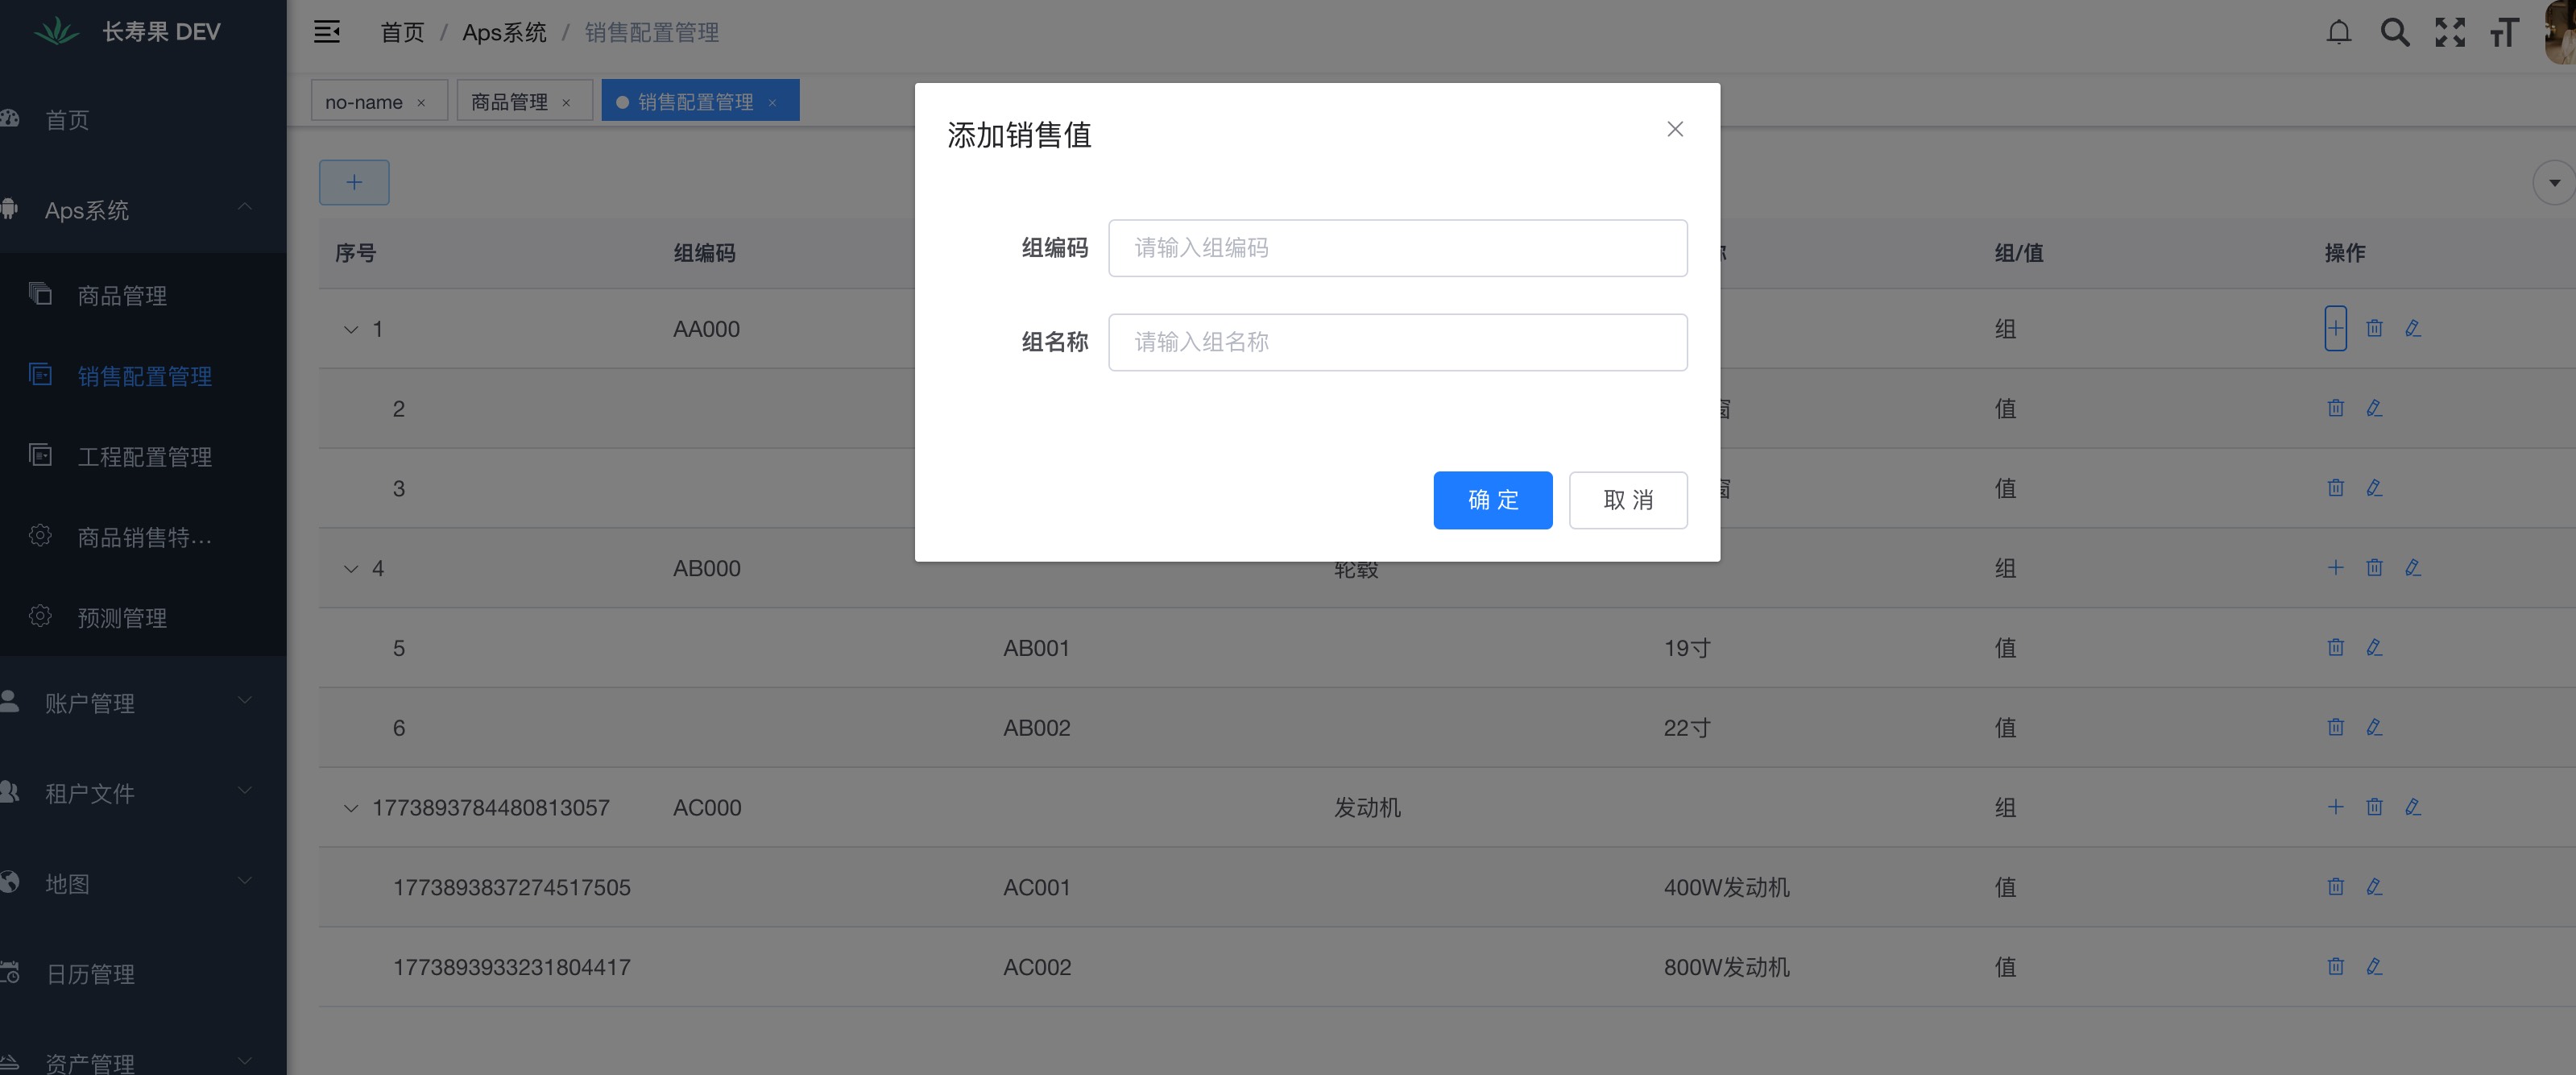 长寿果 DEV
首页 / Aps系统 / 销售配置管理
no-name × 商品管理 × 销售配置管理 ×
首页
Aps系统
商品管理
销售配置管理
工程配置管理
商品销售特...
预测管理
账户管理
租户文件
地图
日历管理
资产管理
添加销售值
组编码 请输入组编码
组名称 请输入组名称
确 定 取 消
序号 组编码 组/值 操作
1 AA000 组
2 窗 值
3 窗 值
4 AB000 轮毂 组
5 AB001 19寸 值
6 AB002 22寸 值
1773893784480813057 AC000 发动机 组
1773893837274517505 AC001 400W发动机 值
1773893933231804417 AC002 800W发动机 值